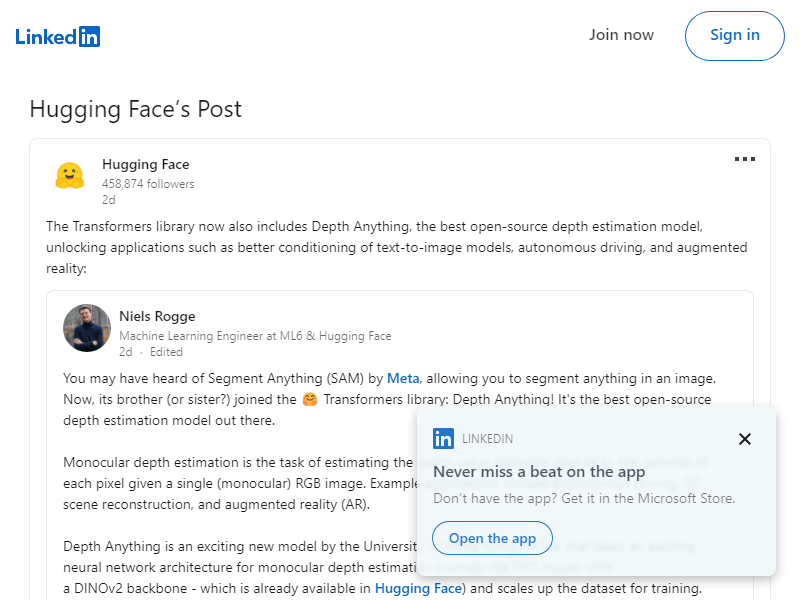 LinkedIn
Join now
Sign in
Hugging Face's Post
Hugging Face
458,874 followers
2d
The Transformers library now also includes Depth Anything, the best open-source depth estimation model,
unlocking applications such as better conditioning of text-to-image models, autonomous driving, and augmented
reality:
Niels Rogge
Machine Learning Engineer at ML6 & Hugging Face
2d · Edited
You may have heard of Segment Anything (SAM) by Meta, allowing you to segment anything in an image.
Now, its brother (or sister?) joined the 🤗 Transformers library: Depth Anything! It's the best open-source
depth estimation model out there.
Monocular depth estimation is the task of estimating the
each pixel given a single (monocular) RGB image. Example
scene reconstruction, and augmented reality (AR).
Depth Anything is an exciting new model by the University
neural network architecture for monocular depth estimation
a DINOv2 backbone - which is already available in Hugging Face) and scales up the dataset for training.
LINKEDIN
Never miss a beat on the app
Don't have the app? Get it in the Microsoft Store.
Open the app